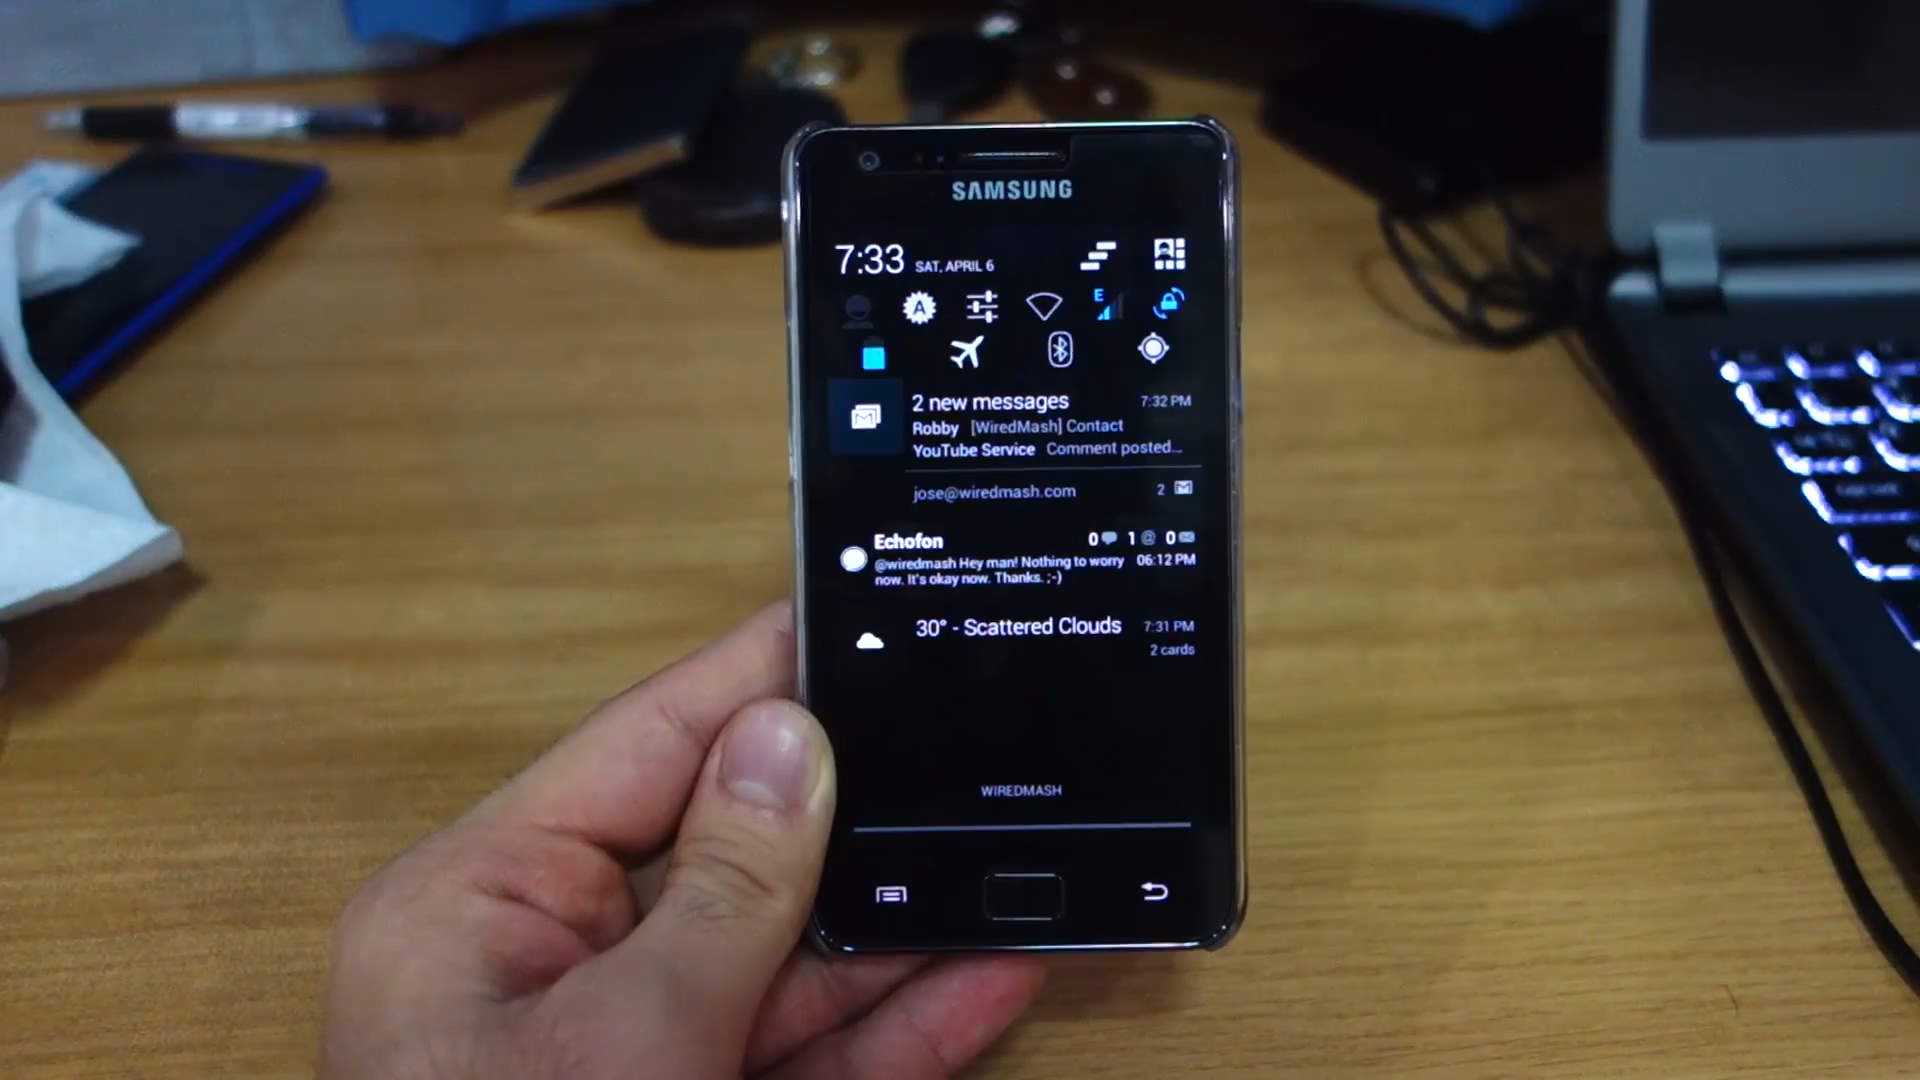 SAMSUNG
7:33 SAT, APRIL 6
A
E
2 new messages 7:32 PM
Robby [WiredMash] Contact
YouTube Service Comment posted...
jose@wiredmash.com 2
Echofon 0 1 @ 0
@wiredmash Hey man! Nothing to worry 06:12 PM
now. It's okay now. Thanks. ;-)
30° - Scattered Clouds 7:31 PM
2 cards
WIREDMASH